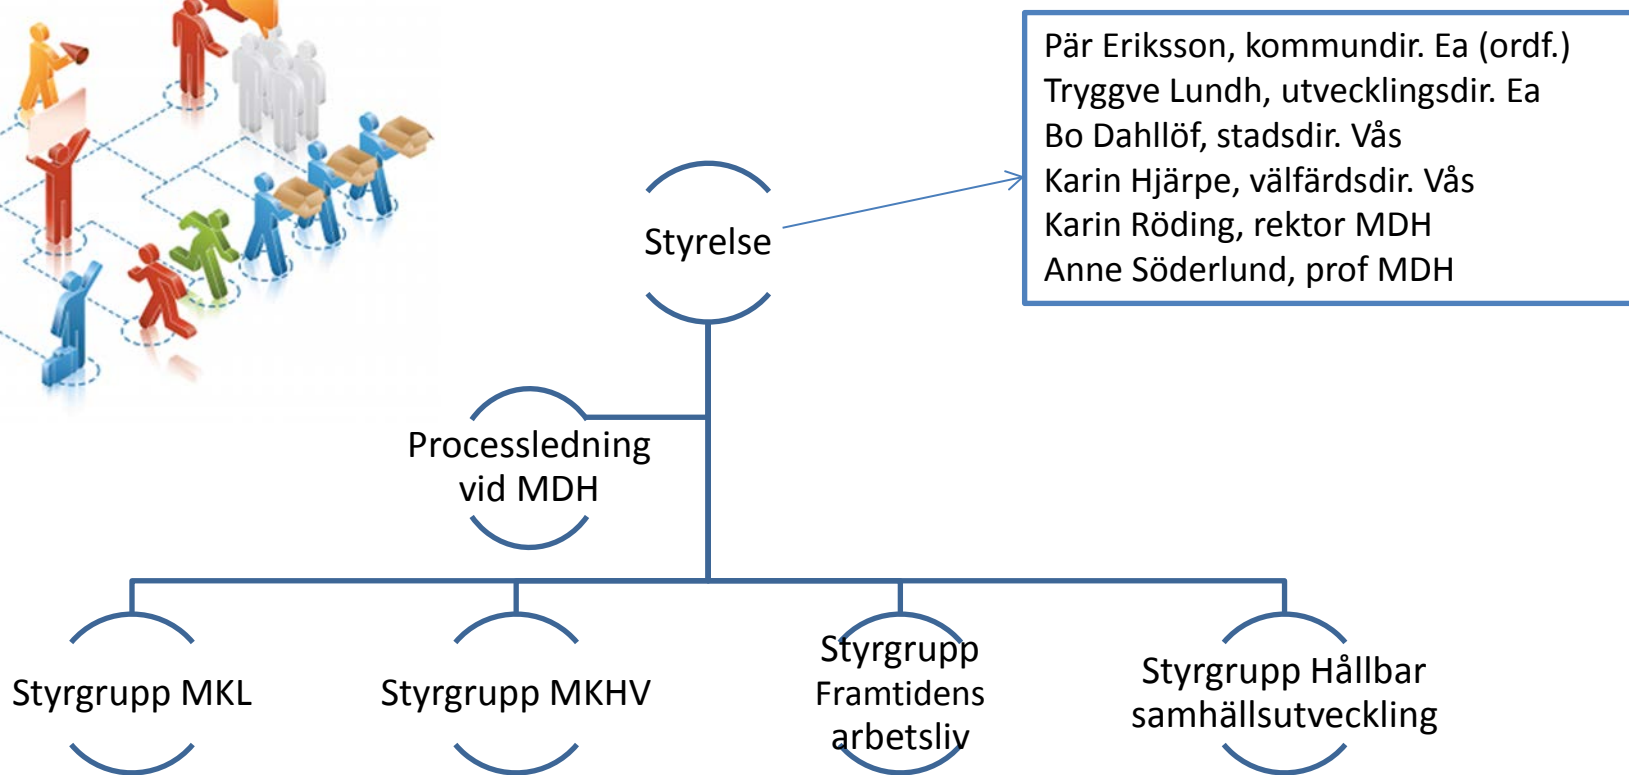 Pär Eriksson, kommundir. Ea (ordf.)
Tryggve Lundh, utvecklingsdir. Ea
Bo Dahllöf, stadsdir. Vås
Karin Hjärpe, välfärdsdir. Vås
Karin Röding, rektor MDH
Anne Söderlund, prof MDH
Styrelse
Processledning
vid MDH
Styrgrupp MKL
Styrgrupp MKHV
Styrgrupp
Framtidens
arbetsliv
Styrgrupp Hållbar
samhällsutveckling